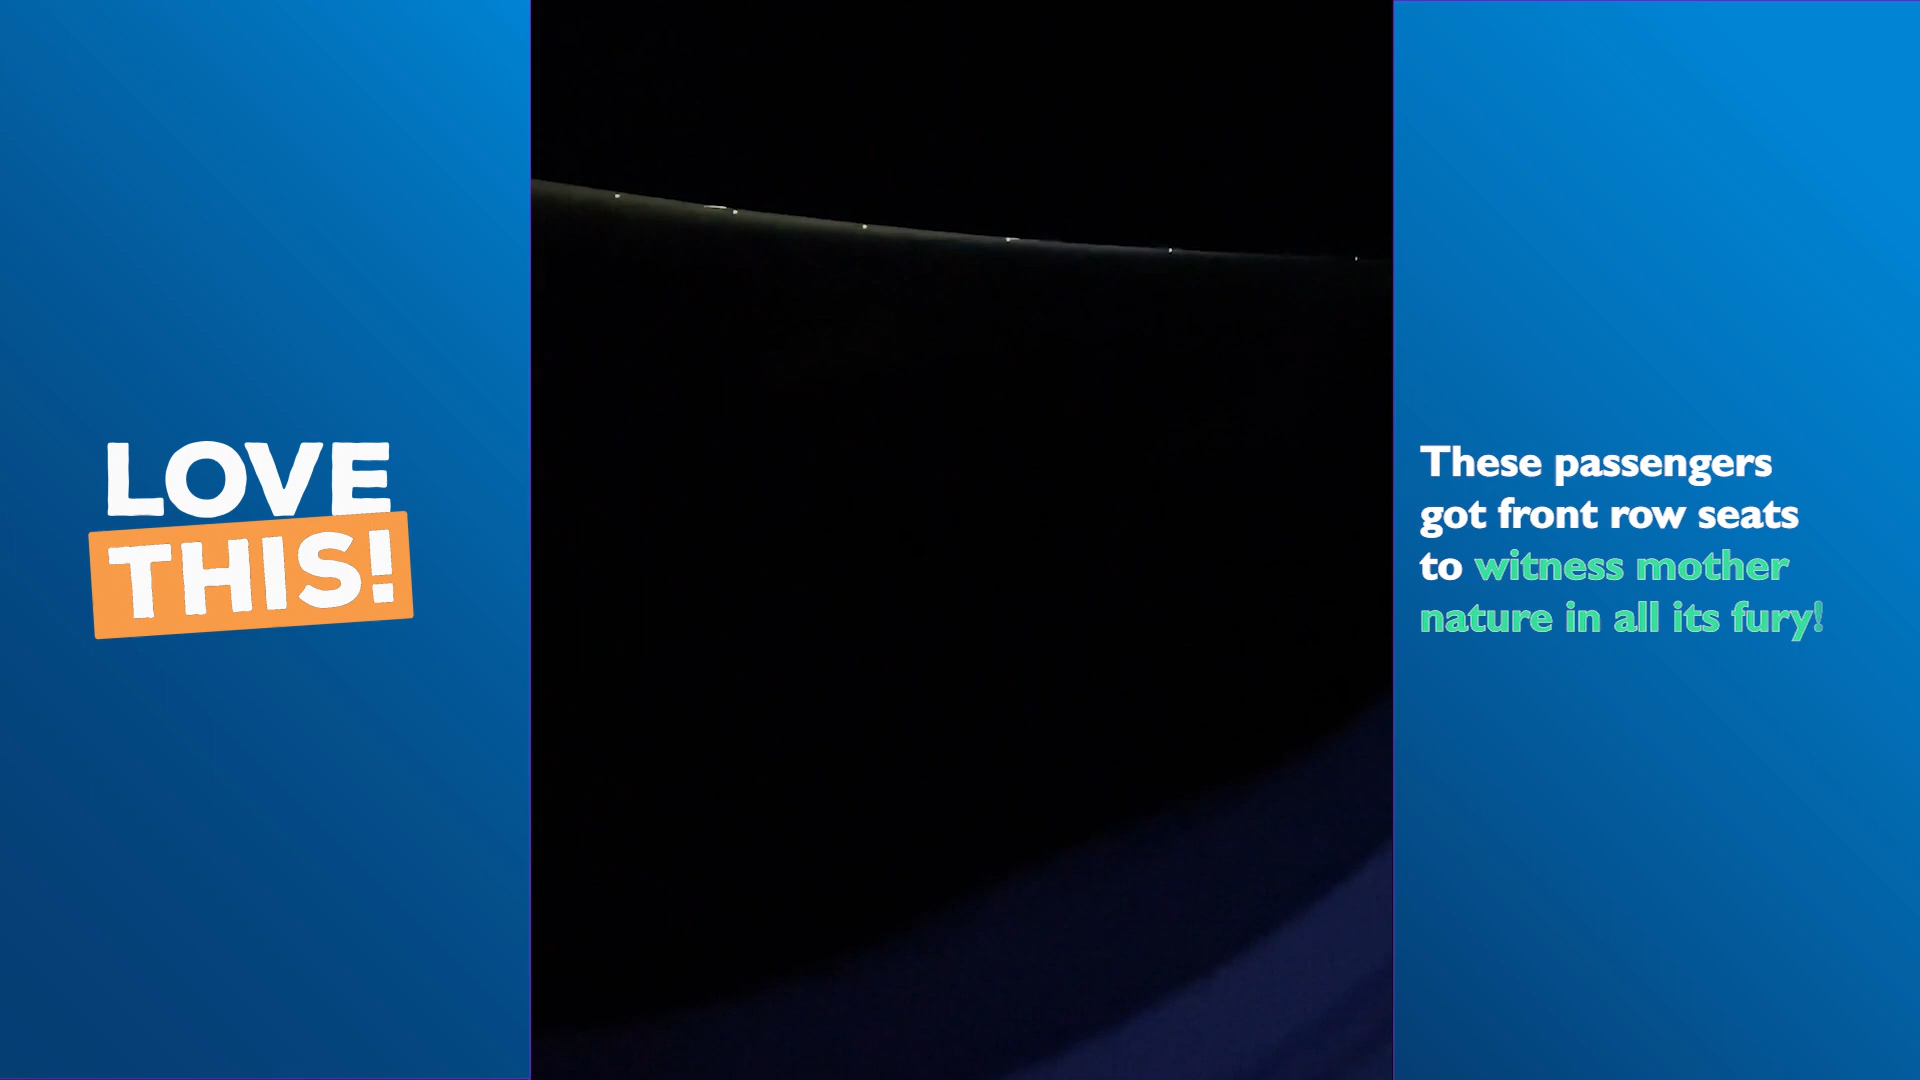 LOVE
THIS!
These passengers
got front row seats
to witness mother
nature in all its fury!